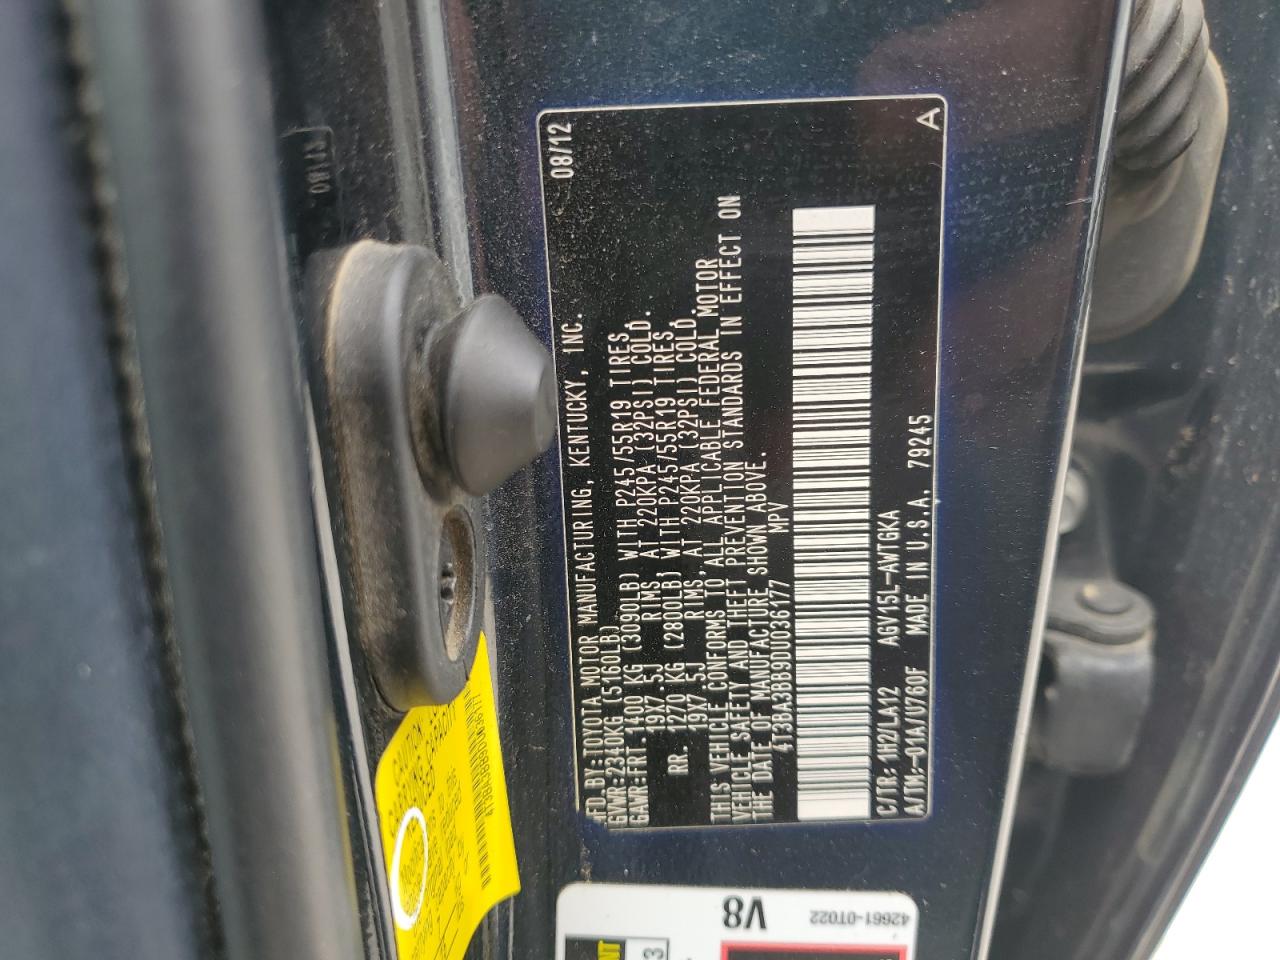 MFD BY:TOYOTA MOTOR MANUFACTURING, KENTUCKY, INC. 08/12
GVWR:2340KG (5160LB)
GAWR:FRT.1400 KG (3090LB) WITH P245/55R19 TIRES,
19X7.5J RIMS, AT 220KPA (32PSI) COLD.
RR. 1270 KG (2800LB) WITH P245/55R19 TIRES,
19X7.5J RIMS,AT 220KPA (32PSI) COLD.
THIS VEHICLE CONFORMS TO ALL APPLICABLE FEDERAL MOTOR
VEHICLE SAFETY AND THEFT PREVENTION STANDARDS IN EFFECT ON
THE DATE OF MANUFACTURE SHOWN ABOVE.
4T3BA3BB9DU036177 MPV
C/TR:1H2/LA12 AGV15L-AWTGKA
A/TM:-01A/U760F MADE IN U.S.A. 79245 A
CAUTION
V8
42661-0T022